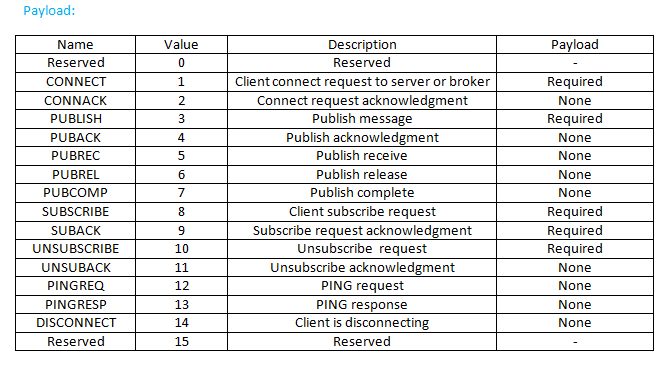 Payload:
Name Value Description Payload
Reserved 0 Reserved -
CONNECT 1 Client connect request to server or broker Required
CONNACK 2 Connect request acknowledgment None
PUBLISH 3 Publish message Required
PUBACK 4 Publish acknowledgment None
PUBREC 5 Publish receive None
PUBREL 6 Publish release None
PUBCOMP 7 Publish complete None
SUBSCRIBE 8 Client subscribe request Required
SUBACK 9 Subscribe request acknowledgment Required
UNSUBSCRIBE 10 Unsubscribe request Required
UNSUBACK 11 Unsubscribe acknowledgment None
PINGREQ 12 PING request None
PINGRESP 13 PING response None
DISCONNECT 14 Client is disconnecting None
Reserved 15 Reserved -